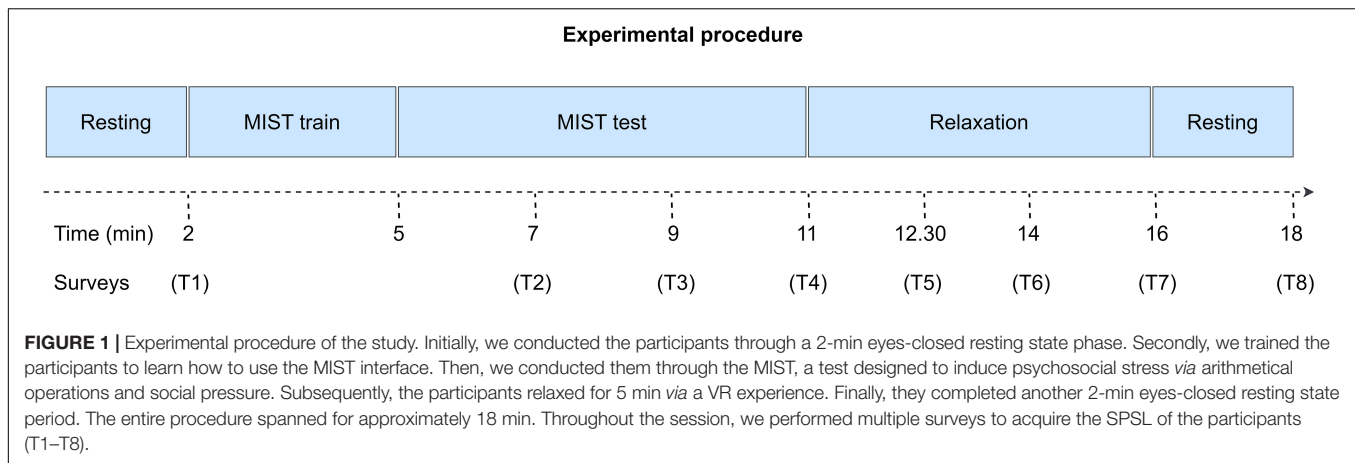 Experimental procedure
Resting MIST train MIST test Relaxation Resting
Time (min) 2 5 7 9 11 12.30 14 16 18
Surveys (T1) (T2) (T3) (T4) (T5) (T6) (T7) (T8)
FIGURE 1 | Experimental procedure of the study. Initially, we conducted the participants through a 2-min eyes-closed resting state phase. Secondly, we trained the
participants to learn how to use the MIST interface. Then, we conducted them through the MIST, a test designed to induce psychosocial stress via arithmetical
operations and social pressure. Subsequently, the participants relaxed for 5 min via a VR experience. Finally, they completed another 2-min eyes-closed resting state
period. The entire procedure spanned for approximately 18 min. Throughout the session, we performed multiple surveys to acquire the SPSL of the participants
(T1–T8).